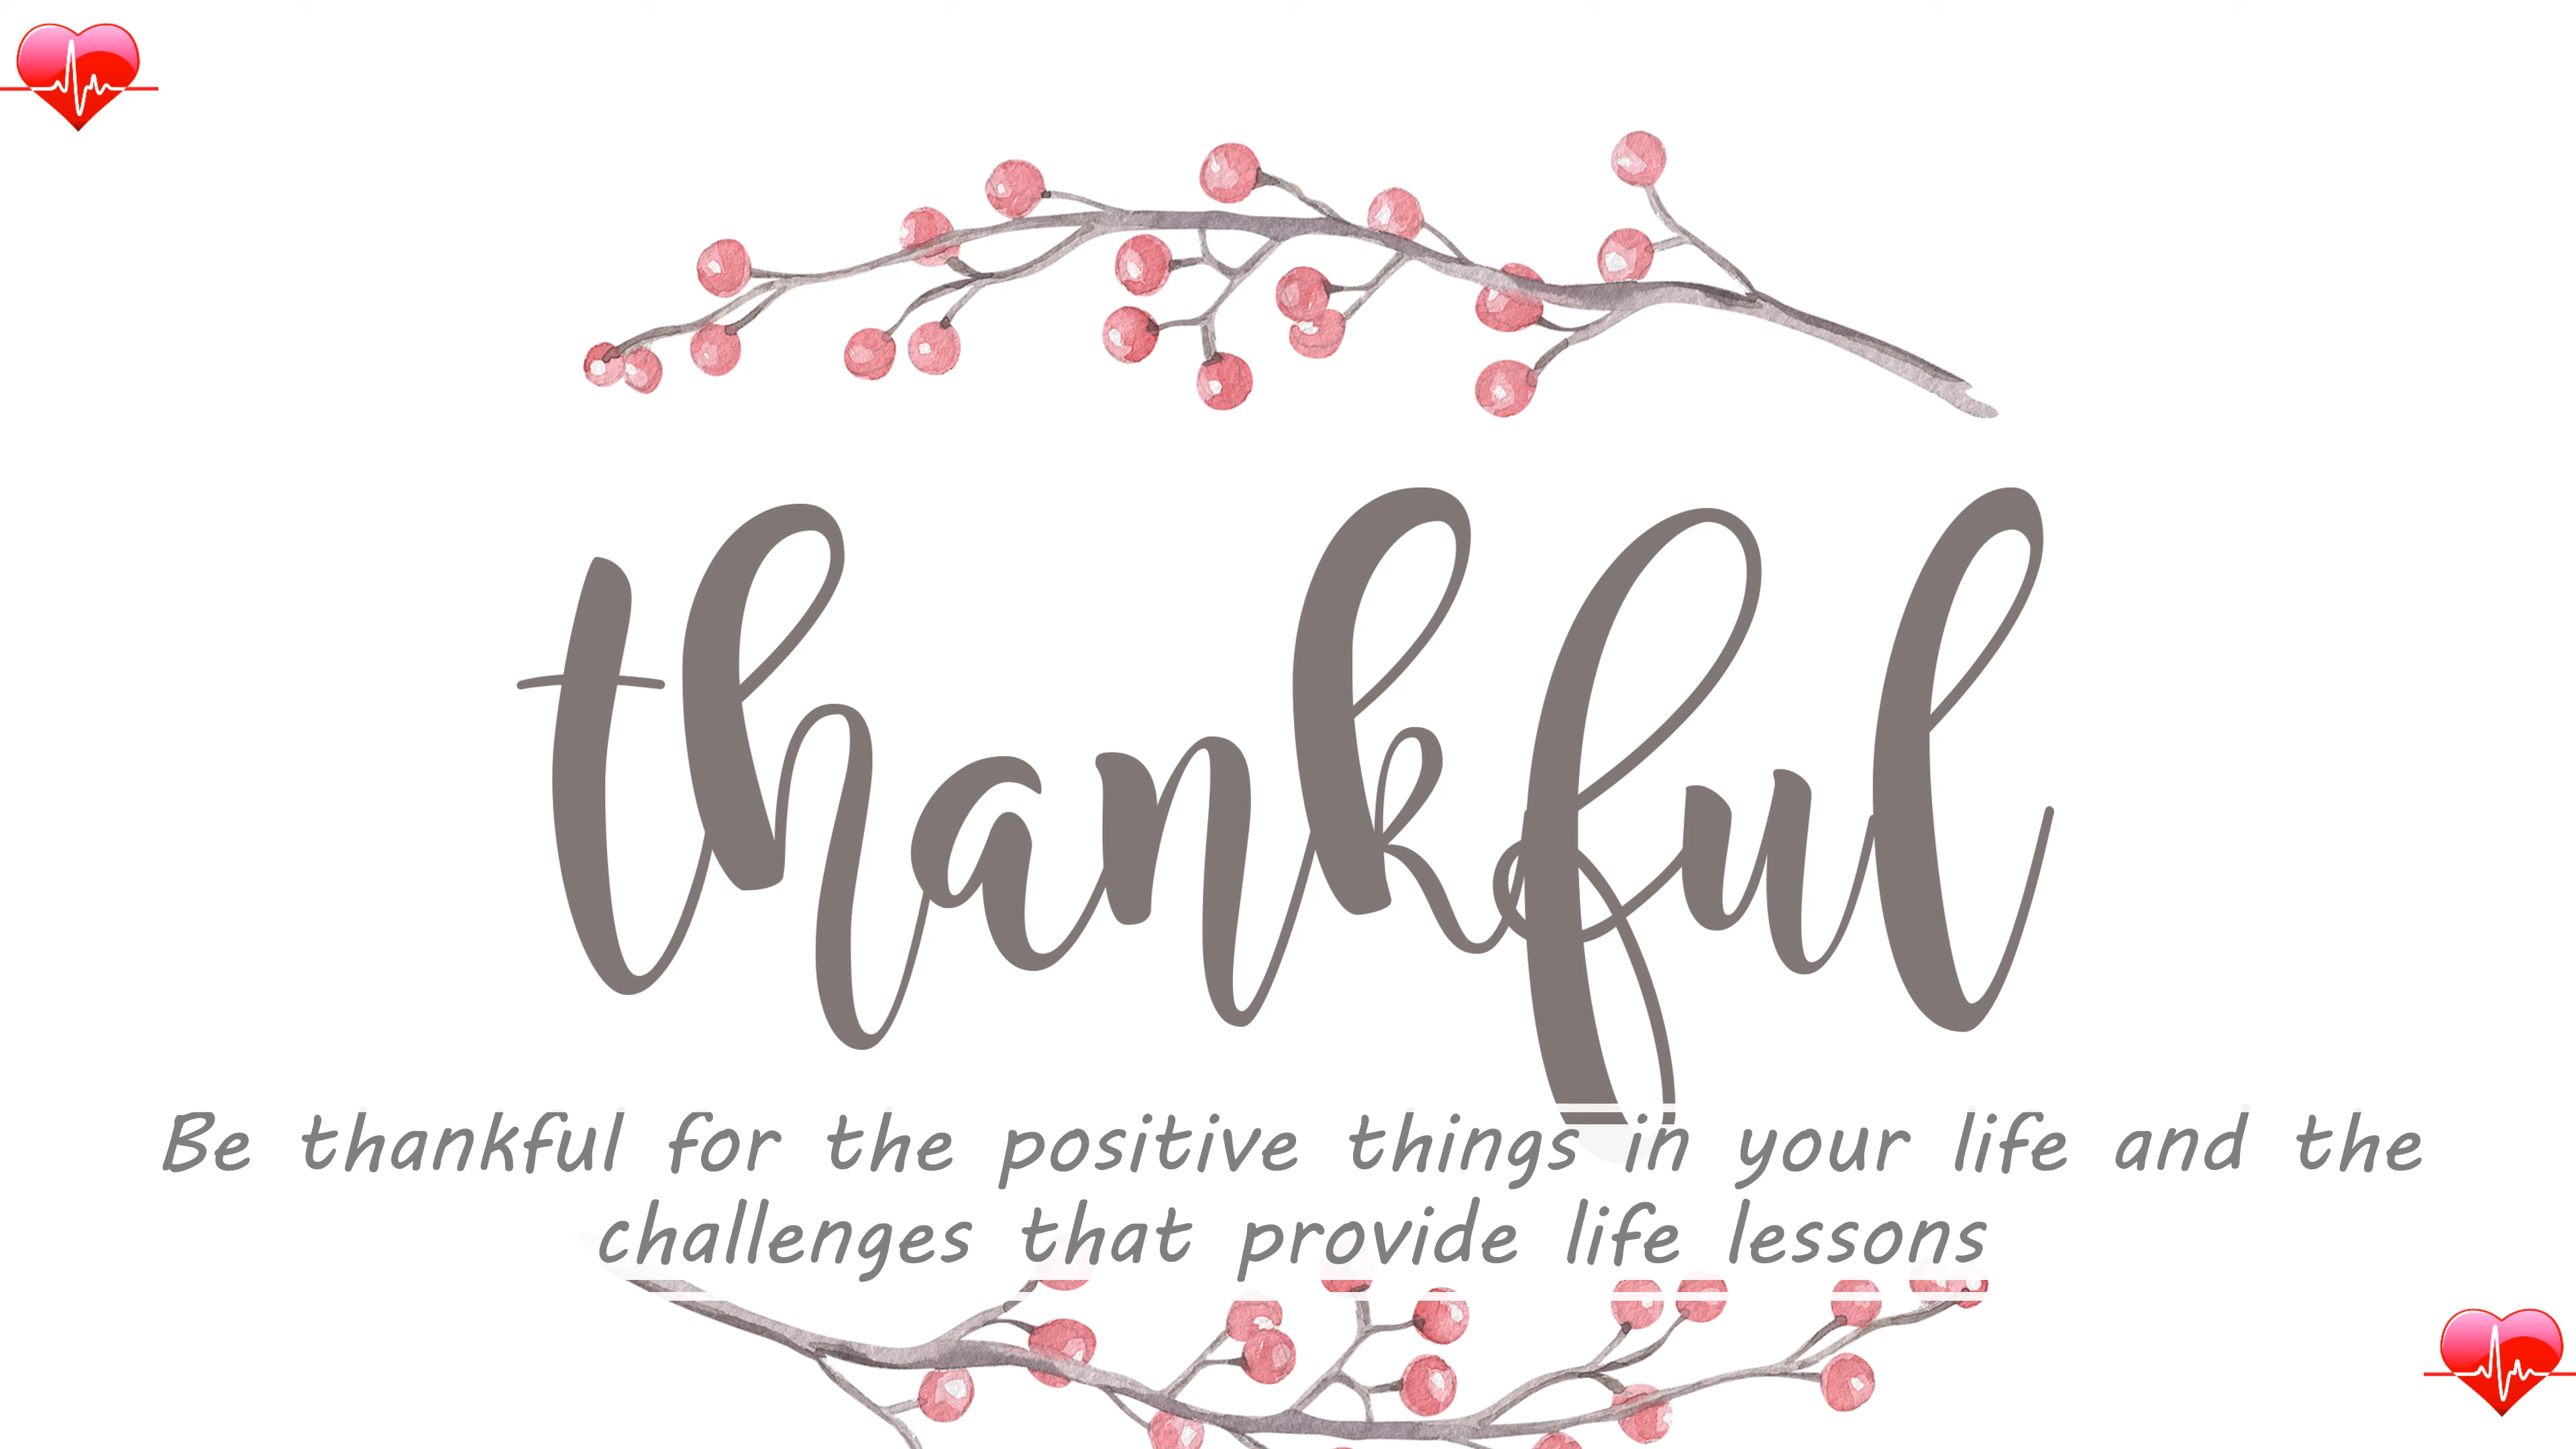 thankful
Be thankful for the positive things in your life and the
challenges that provide life lessons